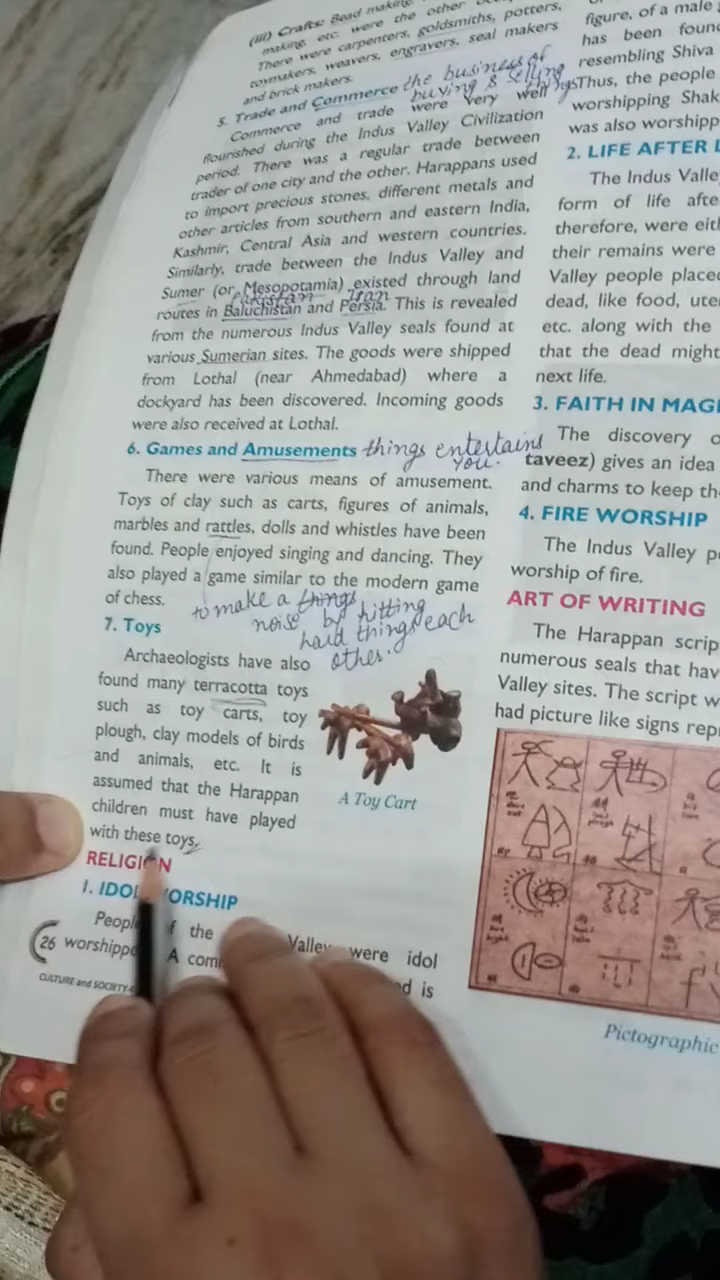 (iii) Crafts: Bead making,
making, etc. were the other
There were carpenters, goldsmiths, potters,
toymakers, weavers, engravers, seal makers
and brick makers.
5. Trade and Commerce the business of
buying & selling
Commerce and trade were very well
flourished during the Indus Valley Civilization
period. There was a regular trade between
trader of one city and the other. Harappans used
to import precious stones, different metals and
other articles from southern and eastern India,
Kashmir, Central Asia and western countries.
Similarly, trade between the Indus Valley and
Sumer (or Mesopotamia) existed through land
Pakistan Iran
routes in Baluchistan and Persia. This is revealed
from the numerous Indus Valley seals found at
various Sumerian sites. The goods were shipped
from Lothal (near Ahmedabad) where a
dockyard has been discovered. Incoming goods
were also received at Lothal.
6. Games and Amusements things entertains
you.
There were various means of amusement.
Toys of clay such as carts, figures of animals,
marbles and rattles, dolls and whistles have been
found. People enjoyed singing and dancing. They
also played a game similar to the modern game
of chess.
to make a things
noise by hitting
hard things each
other.
7. Toys
Archaeologists have also
found many terracotta toys
such as toy carts, toy
plough, clay models of birds
and animals, etc. It is
assumed that the Harappan
children must have played
with these toys.
A Toy Cart
RELIGION
1. IDOL WORSHIP
People of the Valley were idol
A
is
26
CULTURE and SOCIETY
figure, of a male
has been foun
resembling Shiva
Thus, the people
worshipping Shak
was also worshipp
2. LIFE AFTER
The Indus Valle
form of life afte
therefore, were eit
their remains were
Valley people place
dead, like food, ute
etc. along with the
that the dead might
next life.
3. FAITH IN MAG
The discovery
taveez) gives an idea
and charms to keep th
4. FIRE WORSHIP
The Indus Valley p
worship of fire.
ART OF WRITING
The Harappan scrip
numerous seals that hav
Valley sites. The script w
had picture like signs rep
Pictographic